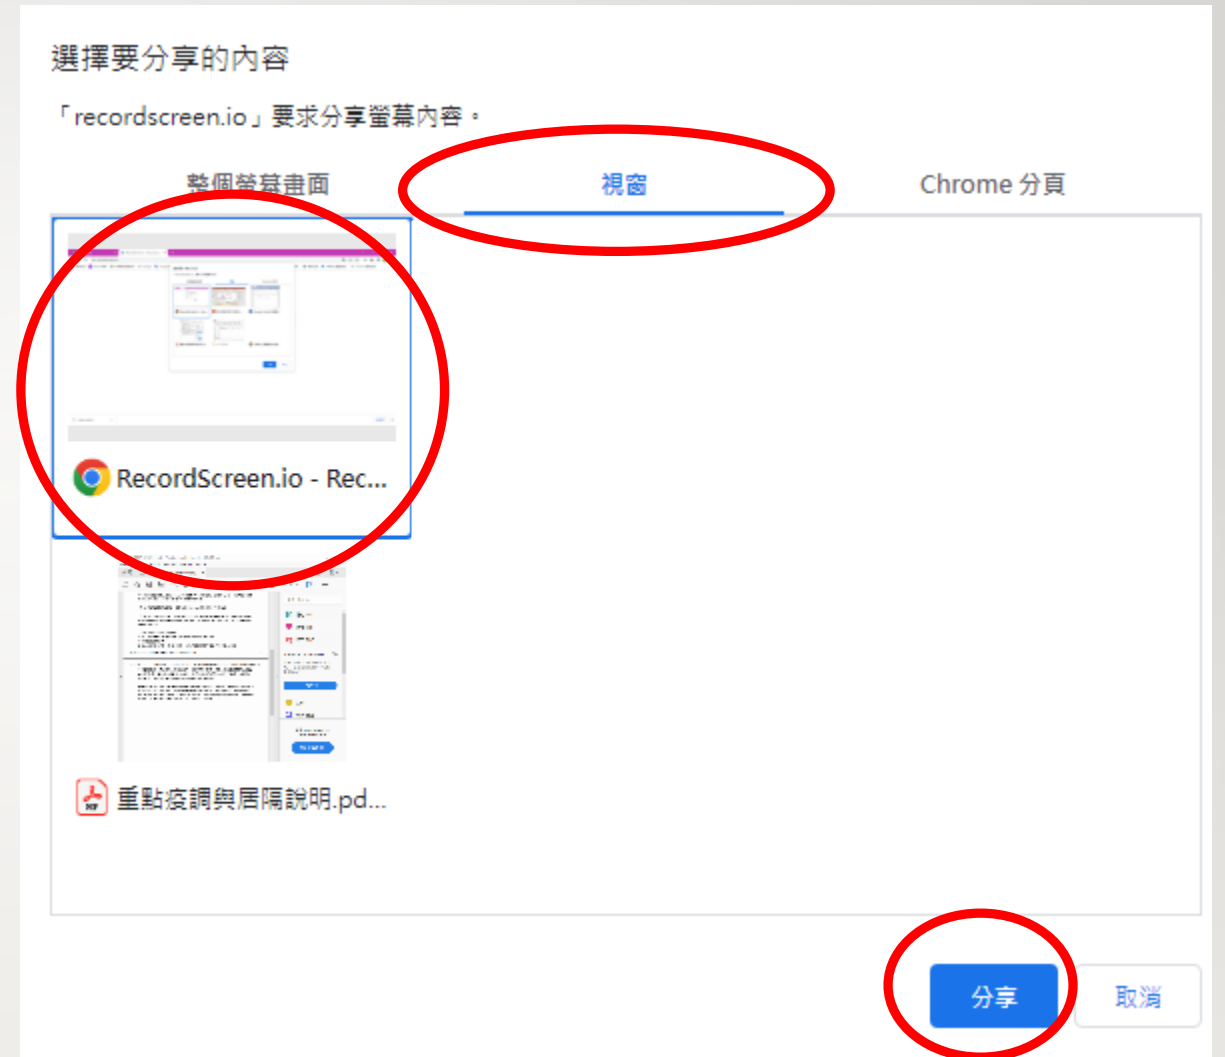 選擇要分享的內容
「recordscreen.io」要求分享螢幕內容。
整個螢幕畫面
視窗
Chrome 分頁
RecordScreen.io - Rec...
重點疫調與居隔說明.pd...
分享
取消